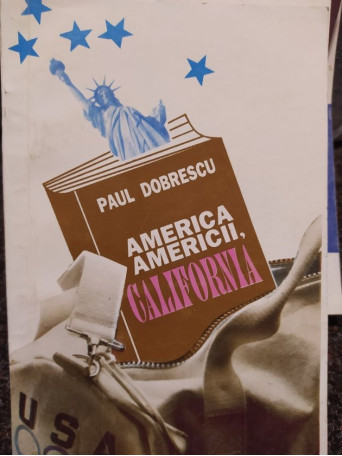 PAUL DOBRESCU
AMERICA
AMERICII,
CALIFORNIA
USA